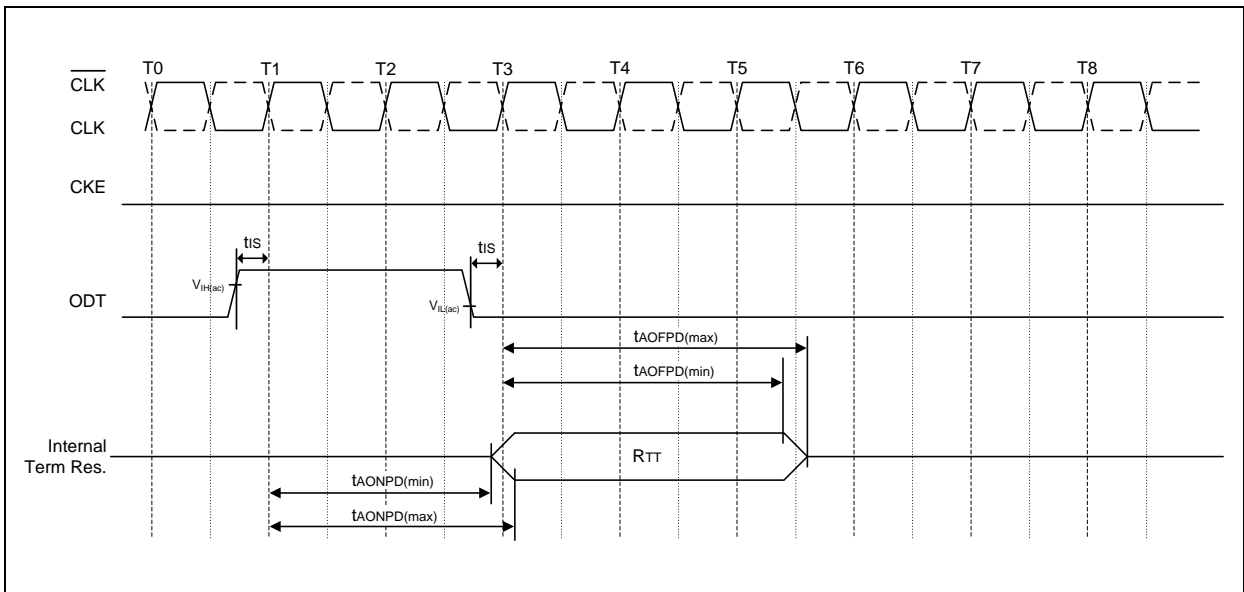 T0 T1 T2 T3 T4 T5 T6 T7 T8
CLK
CLK
CKE
tIS tIS
VIH(ac)
ODT
VIL(ac)
tAOFPD(max)
tAOFPD(min)
Internal
Term Res.
RTT
tAONPD(min)
tAONPD(max)